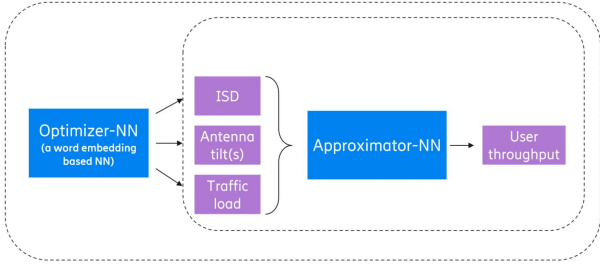 Optimizer-NN
(a word embedding
based NN)
ISD
Antenna
tilt(s)
Traffic
load
Approximator-NN
User
throughput